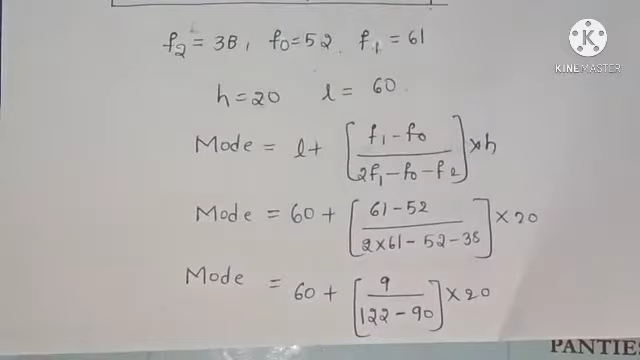 K
KINEMASTER
f₂ = 38, f₀ = 52, f₁ = 61
h = 20 l = 60
Mode = l + [f₁ - f₀ / 2f₁ - f₀ - f₂] × h
Mode = 60 + [61 - 52 / 2 × 61 - 52 - 38] × 20
Mode = 60 + [9 / 122 - 90] × 20
PANTIE